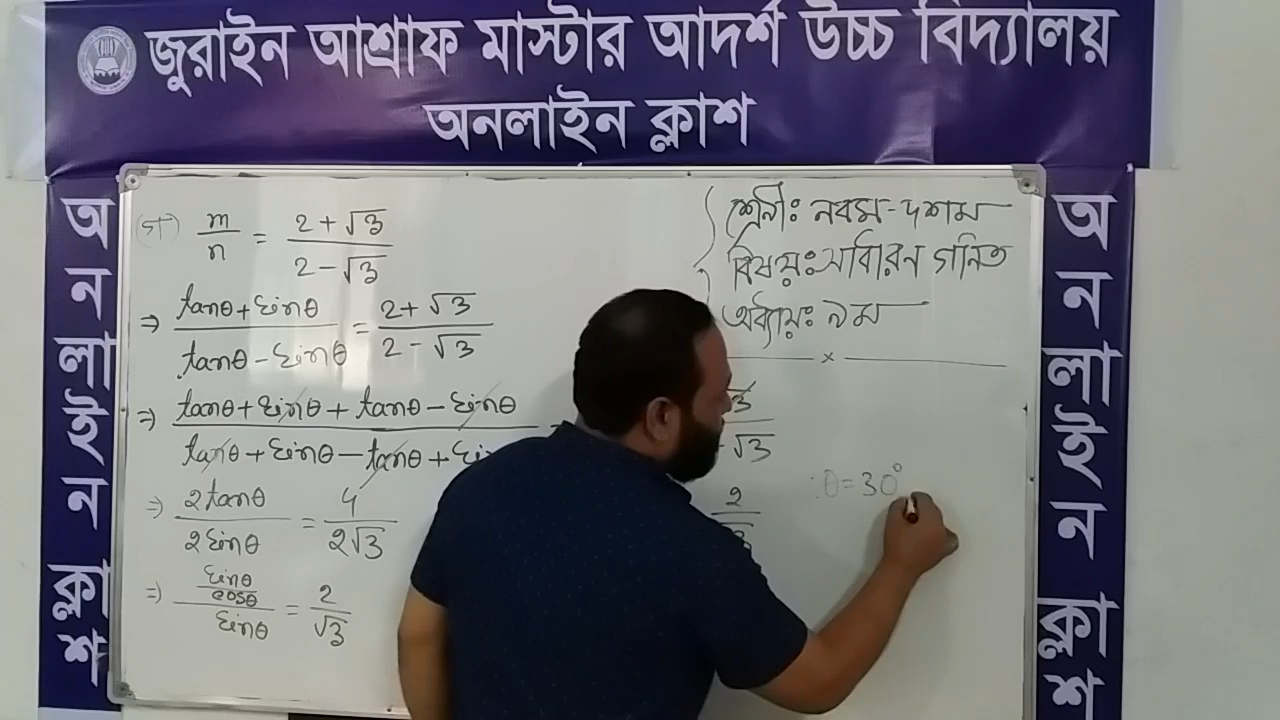 জুরাইন আশ্রাফ মাস্টার আদর্শ উচ্চ বিদ্যালয়
অনলাইন ক্লাশ
অনলাইন ক্লাশ
(গ) m/n = (2 + √3)/(2 - √3)
⇒ (tanθ + sinθ)/(tanθ - sinθ) = (2 + √3)/(2 - √3)
⇒ (tanθ + sinθ + tanθ - sinθ)/(tanθ + sinθ - tanθ +
⇒ 2tanθ/2sinθ = 4/2√3
⇒ (sinθ/cosθ)/sinθ = 2/√3
শ্রেনীঃ নবম-দশম
বিষয়ঃ সাধারন গনিত
অধ্যায়ঃ ৯ম
×
√3
2
∴θ = 30°
অনলাইন ক্লাশ